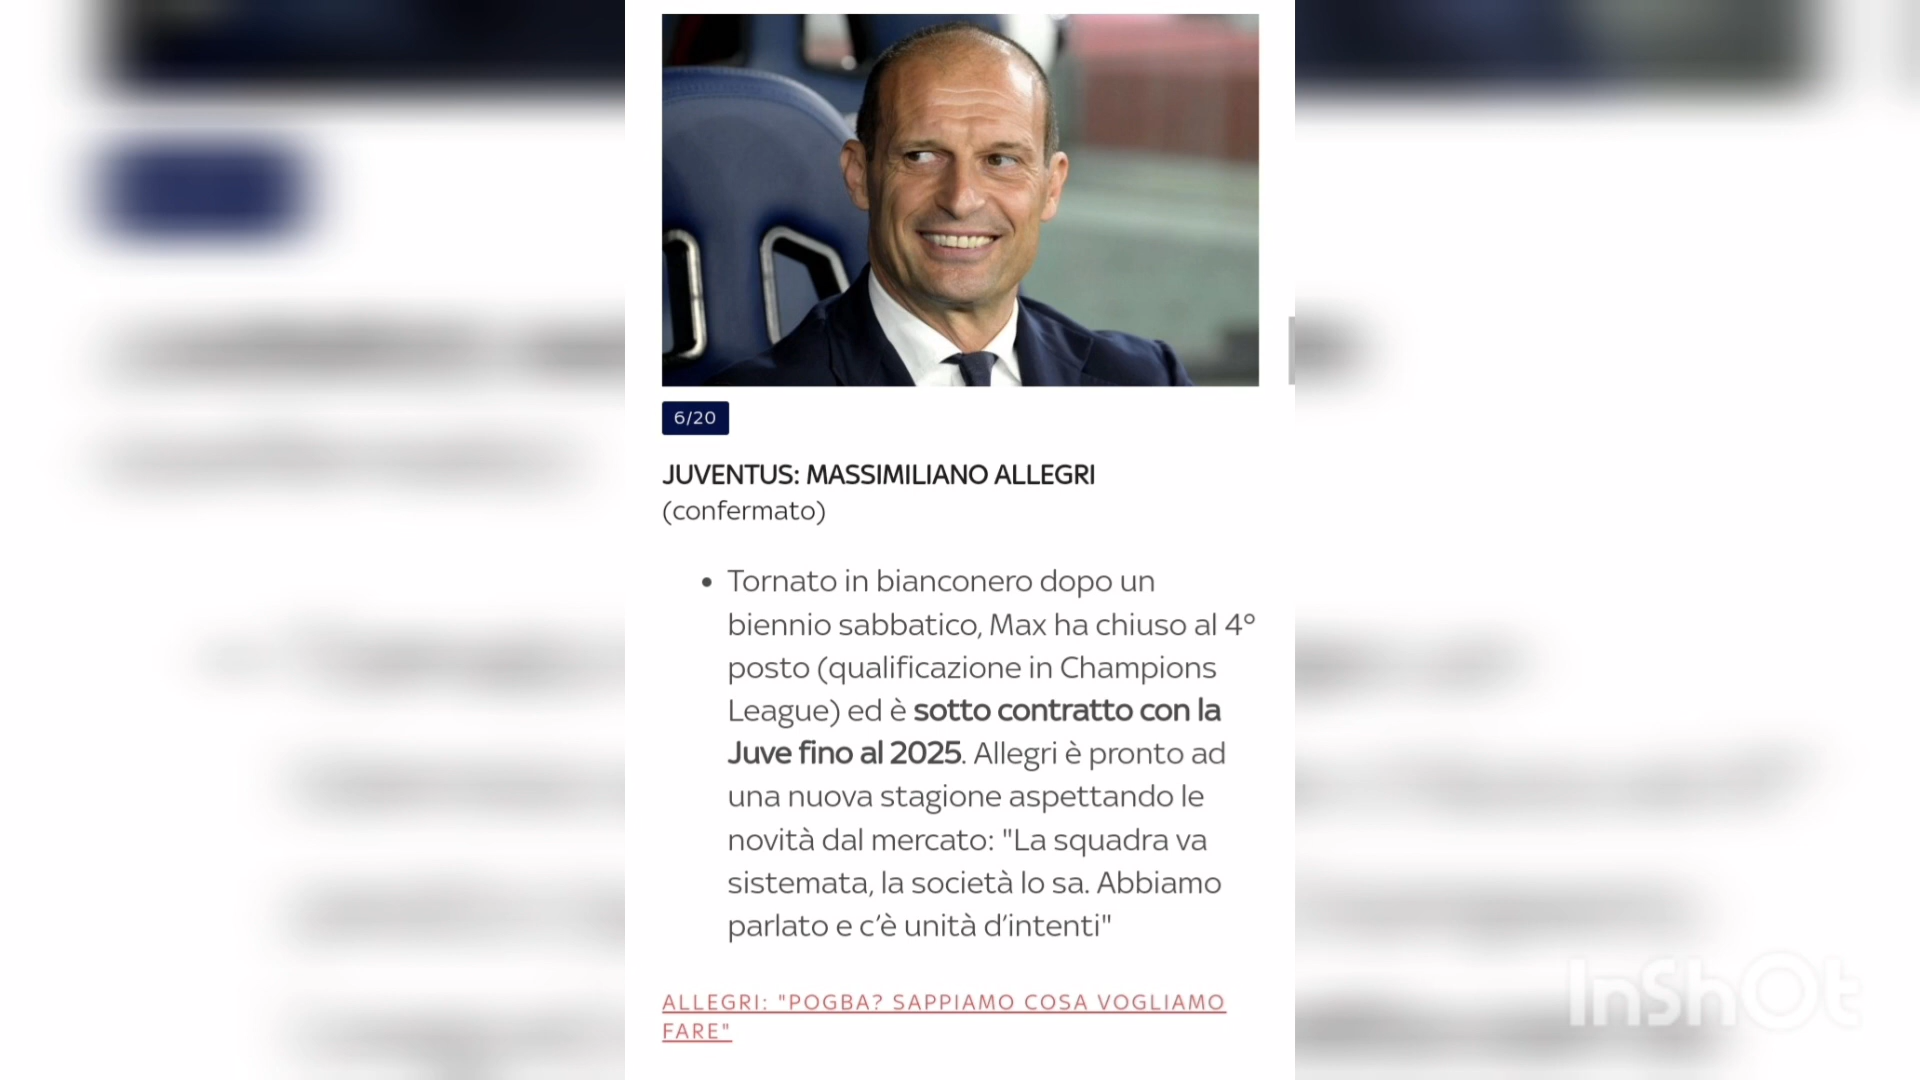 6/20
JUVENTUS: MASSIMILIANO ALLEGRI
(confermato)
• Tornato in bianconero dopo un
biennio sabbatico, Max ha chiuso al 4°
posto (qualificazione in Champions
League) ed è sotto contratto con la
Juve fino al 2025. Allegri è pronto ad
una nuova stagione aspettando le
novità dal mercato: "La squadra va
sistemata, la società lo sa. Abbiamo
parlato e c’è unità d’intenti"
ALLEGRI: "POGBA? SAPPIAMO COSA VOGLIAMO
FARE"
InShOt